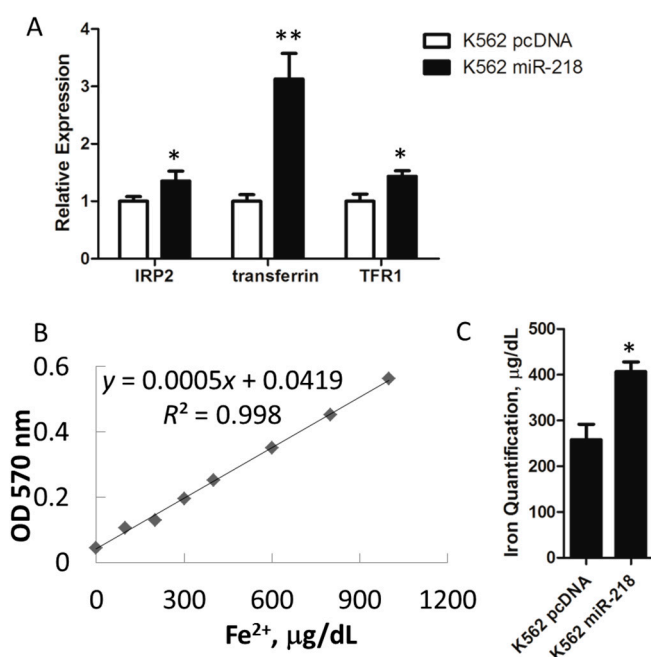 A
K562 pcDNA
K562 miR-218
Relative Expression
4
3
2
1
0
*
**
*
IRP2 transferrin TFR1
B
OD 570 nm
0.6
0.4
0.2
0
y = 0.0005x + 0.0419
R² = 0.998
0 300 600 900 1200
Fe²⁺, µg/dL
C
Iron Quantification, µg/dL
500
400
300
200
100
0
*
K562 pcDNA
K562 miR-218